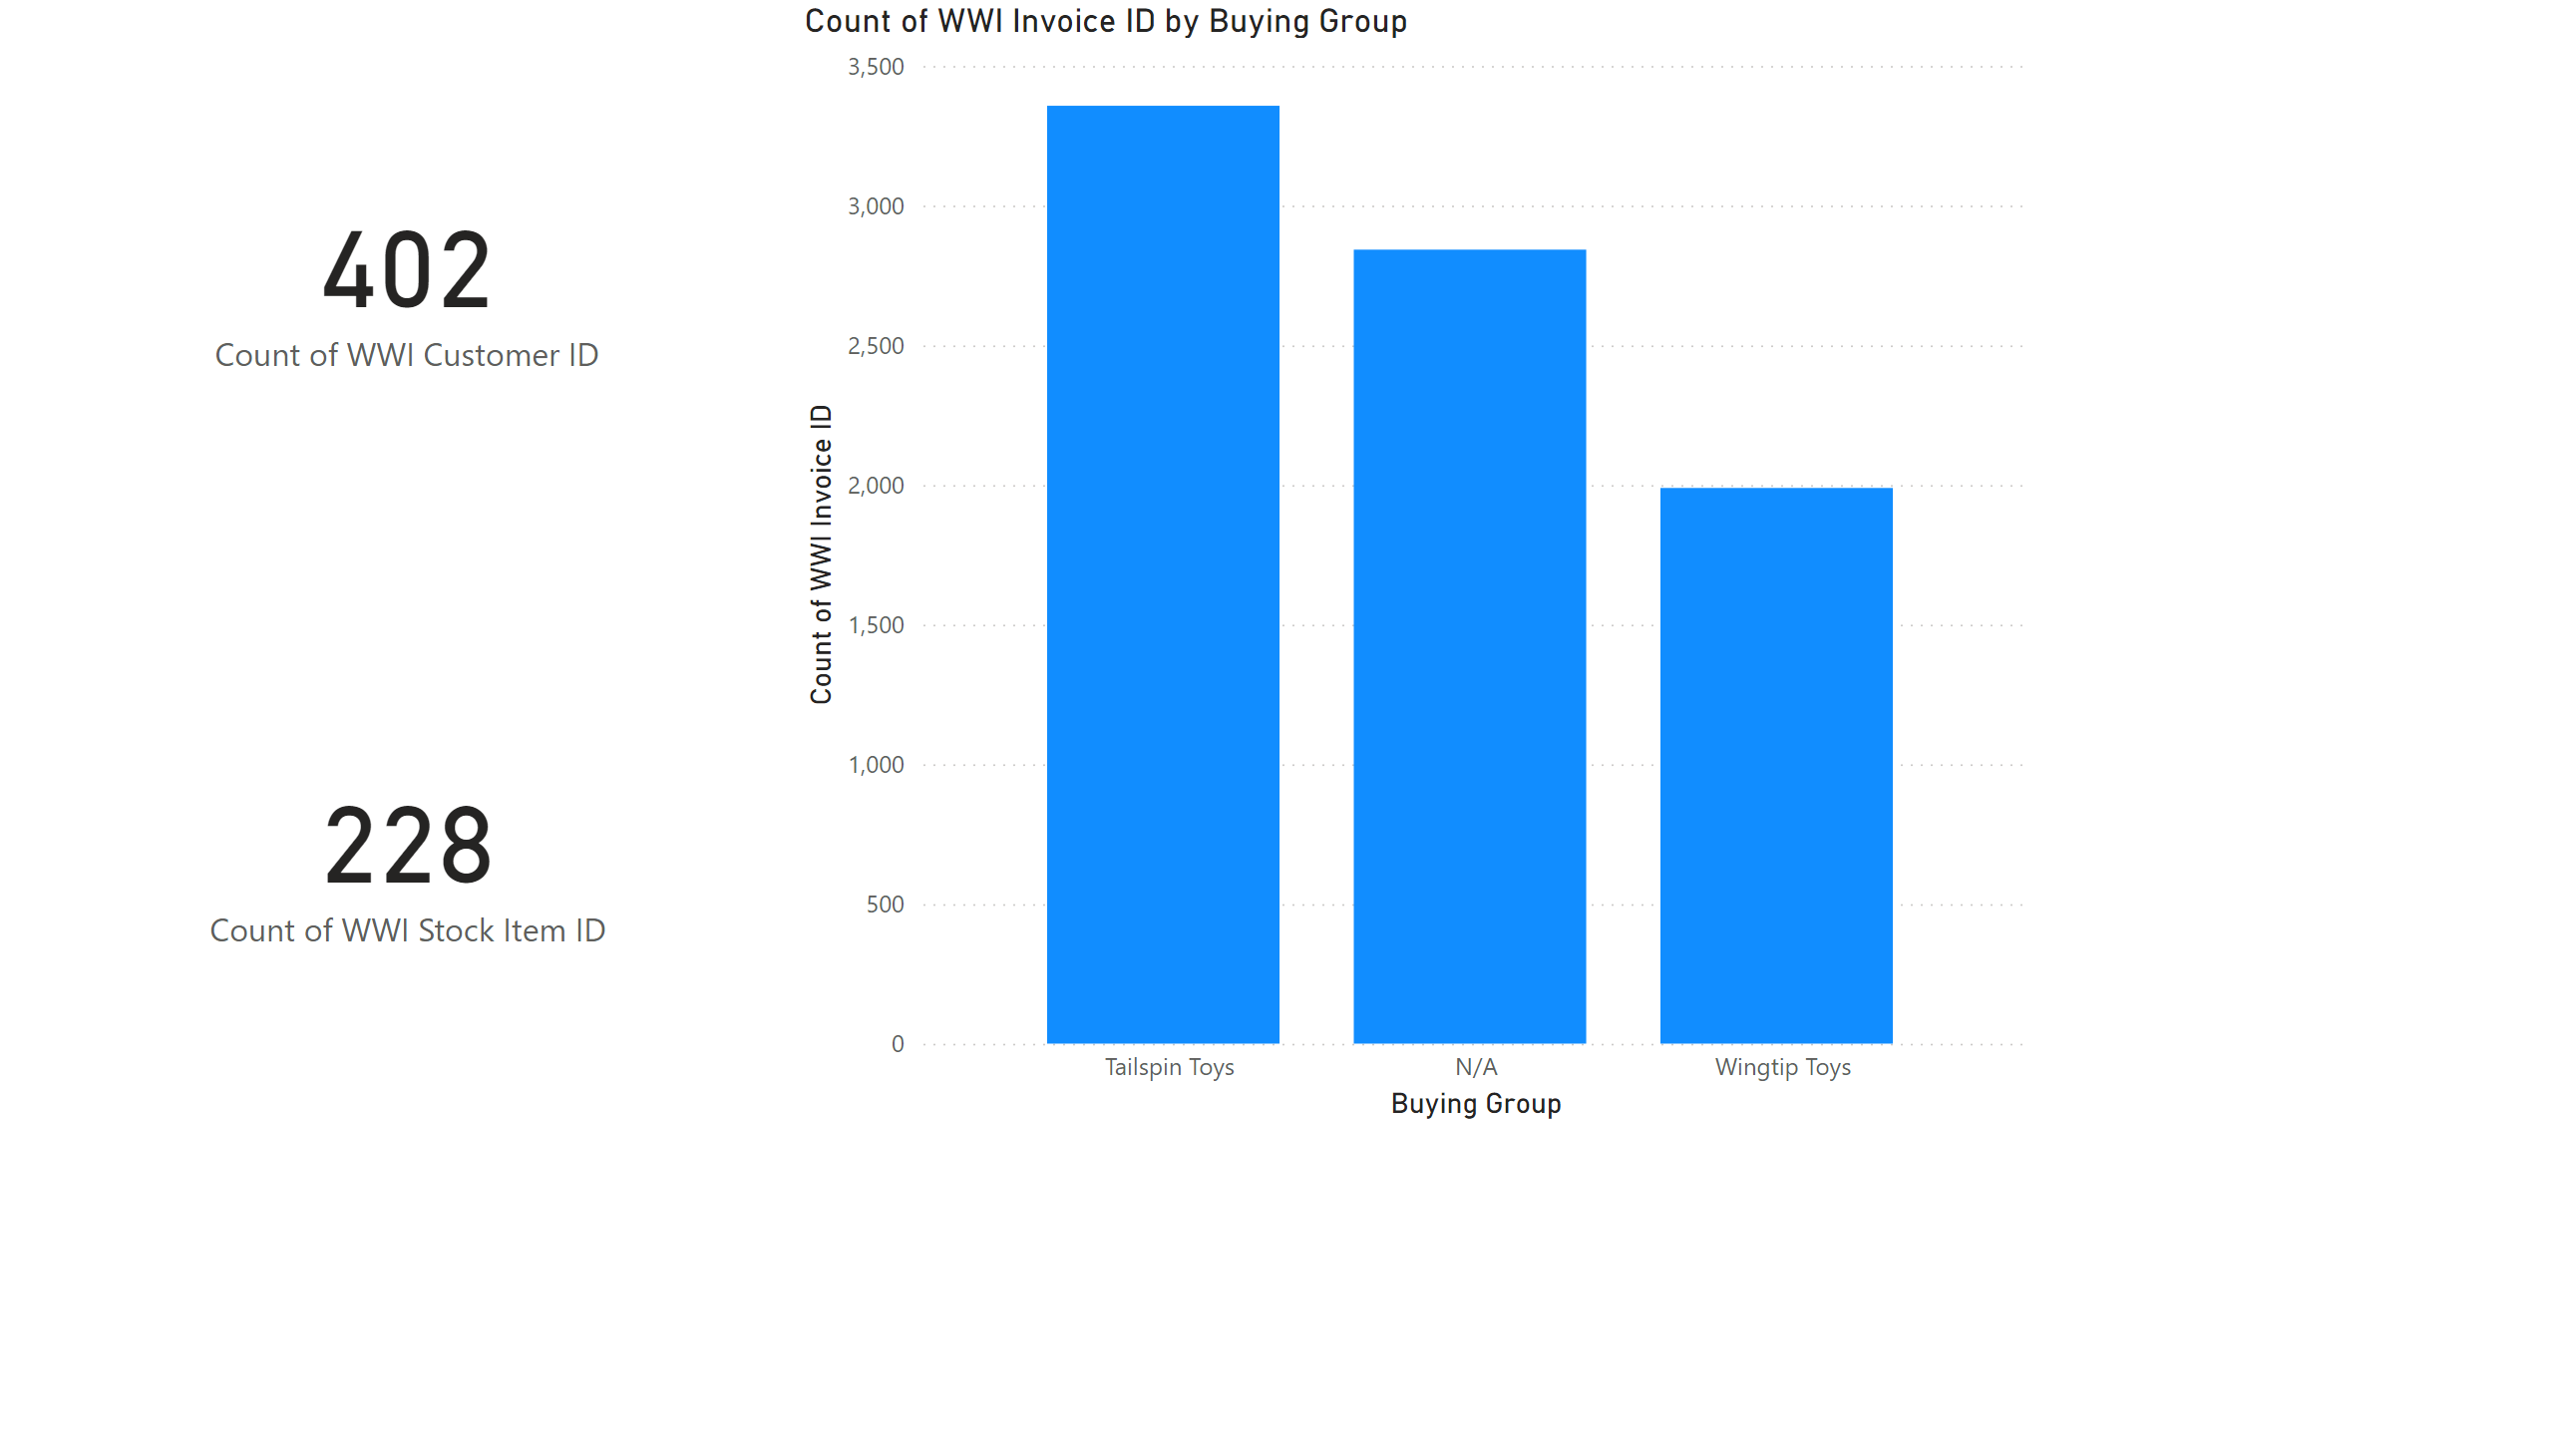 402
Count of WWI Customer ID
228
Count of WWI Stock Item ID
Count of WWI Invoice ID by Buying Group
Count of WWI Invoice ID
3,500
3,000
2,500
2,000
1,500
1,000
500
0
Tailspin Toys
N/A
Wingtip Toys
Buying Group